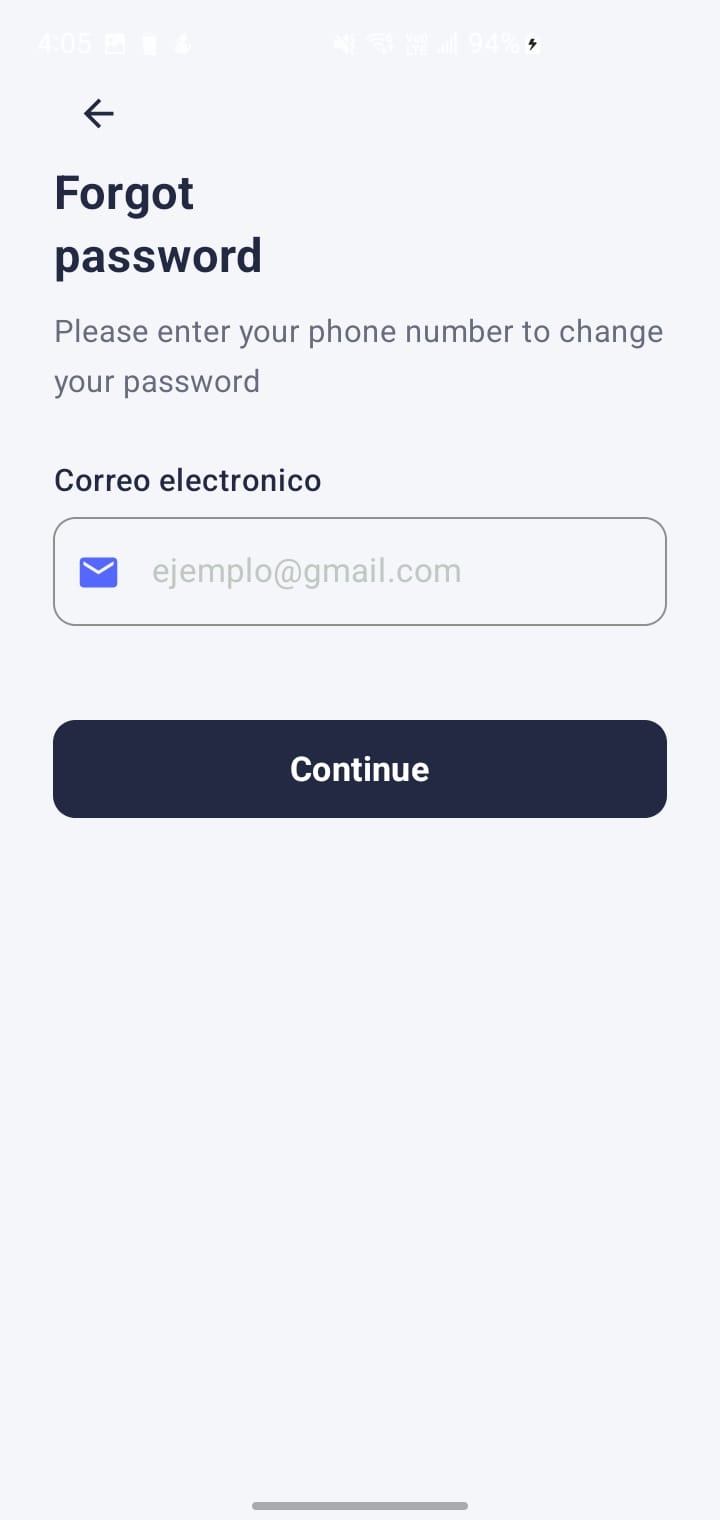 4:05 94%
Forgot
password
Please enter your phone number to change
your password
Correo electronico
ejemplo@gmail.com
Continue